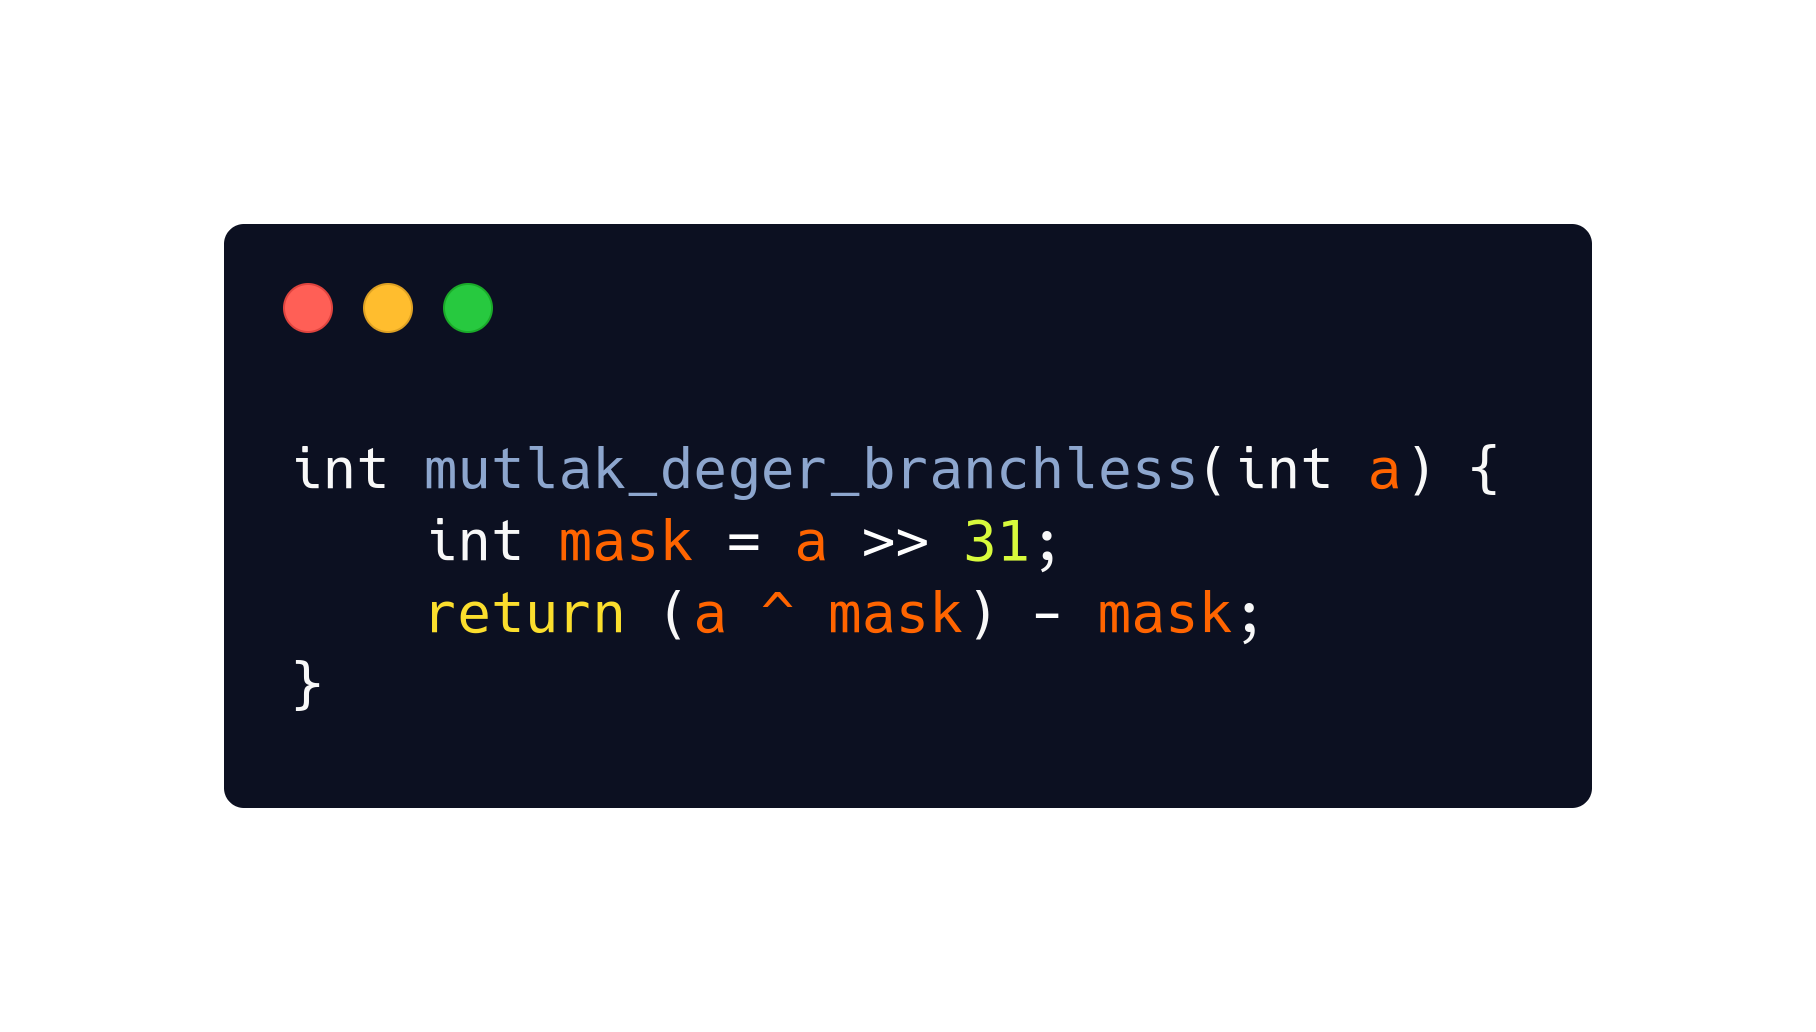 int mutlak_deger_branchless(int a) {
    int mask = a >> 31;
    return (a ^ mask) - mask;
}